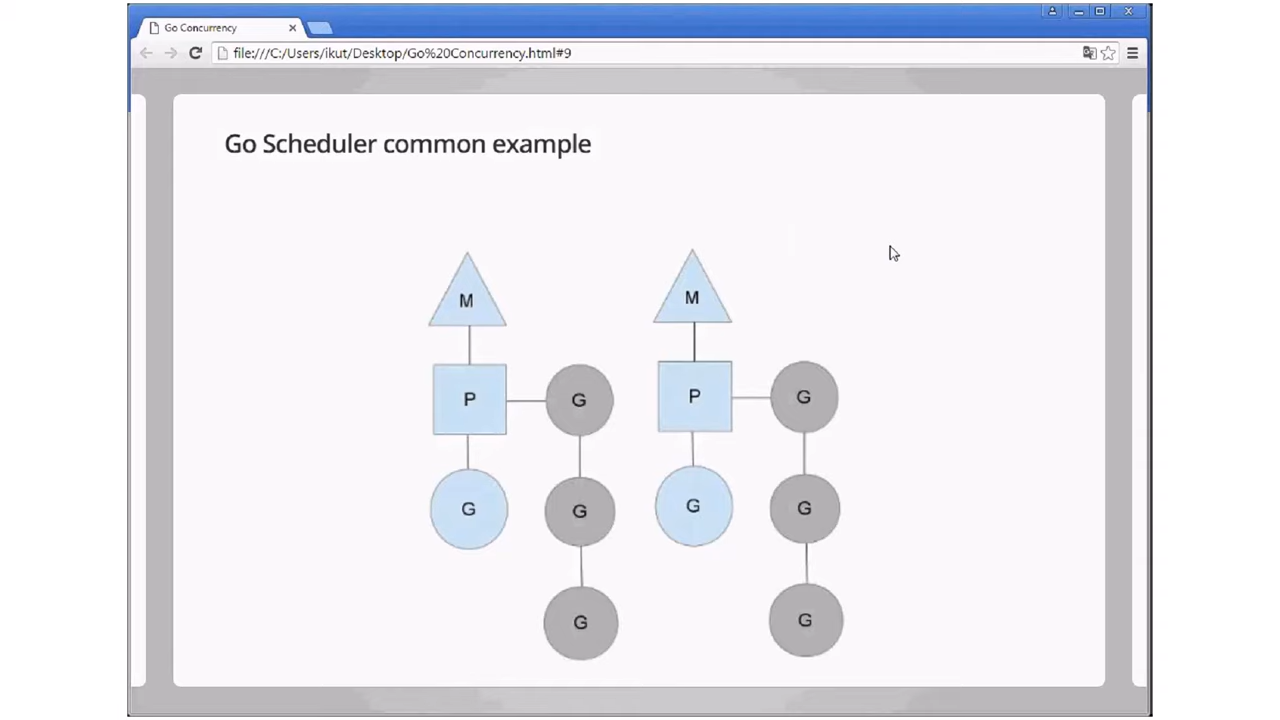 Go Concurrency
file:///C:/Users/ikut/Desktop/Go%20Concurrency.html#9
Go Scheduler common example
M
M
P
G
P
G
G
G
G
G
G
G